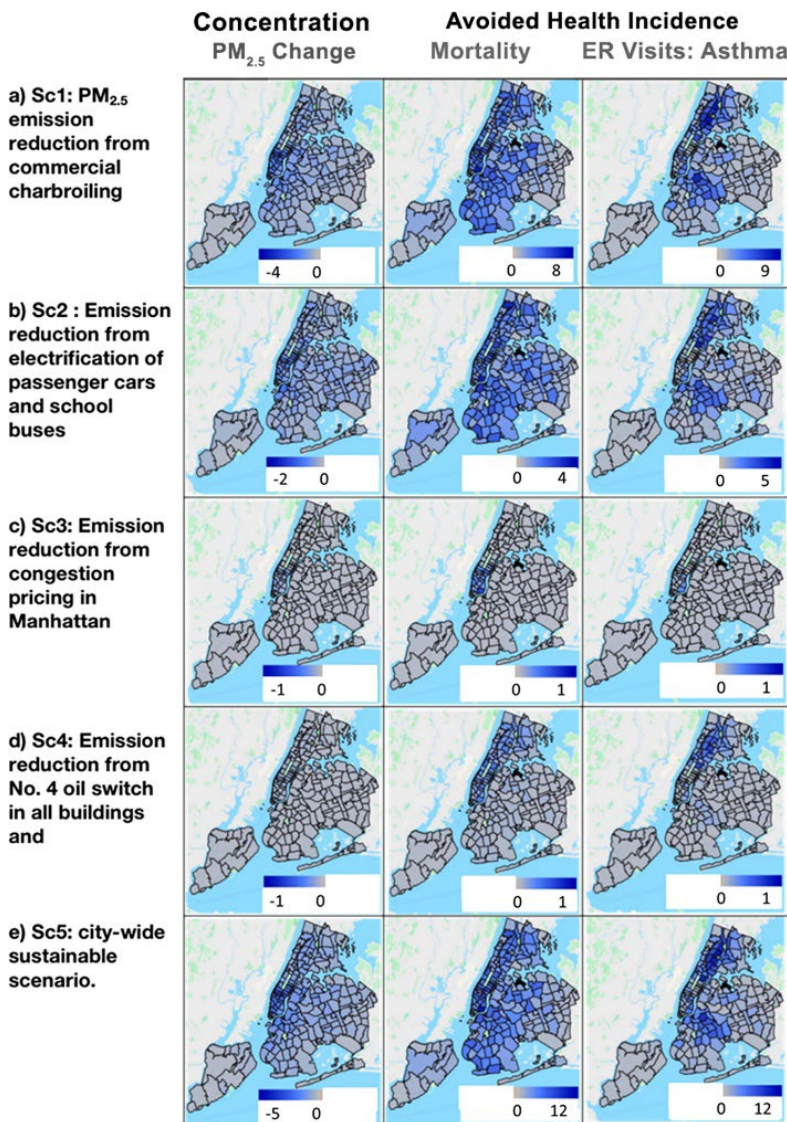 Concentration
Avoided Health Incidence
PM2.5 Change
Mortality
ER Visits: Asthma
a) Sc1: PM2.5
emission
reduction from
commercial
charbroiling
-4 0
0 8
0 9
b) Sc2 : Emission
reduction from
electrification of
passenger cars
and school
buses
-2 0
0 4
0 5
c) Sc3: Emission
reduction from
congestion
pricing in
Manhattan
-1 0
0 1
0 1
d) Sc4: Emission
reduction from
No. 4 oil switch
in all buildings
and
-1 0
0 1
0 1
e) Sc5: city-wide
sustainable
scenario.
-5 0
0 12
0 12